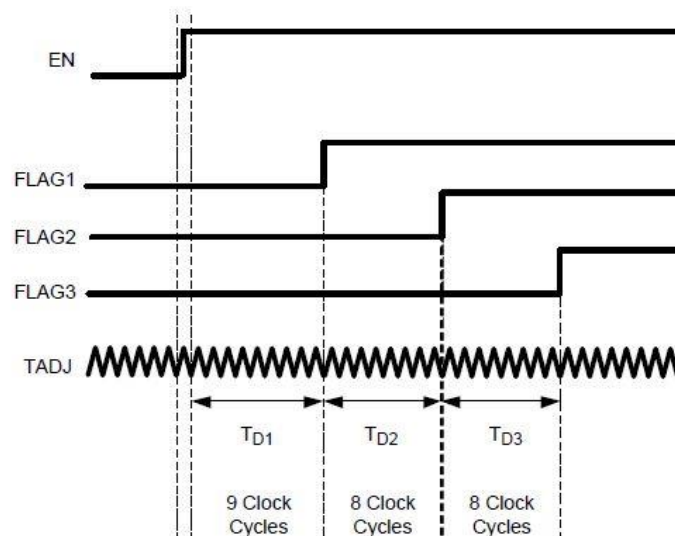 EN
FLAG1
FLAG2
FLAG3
TADJ
TD1 TD2 TD3
9 Clock 8 Clock 8 Clock
Cycles Cycles Cycles